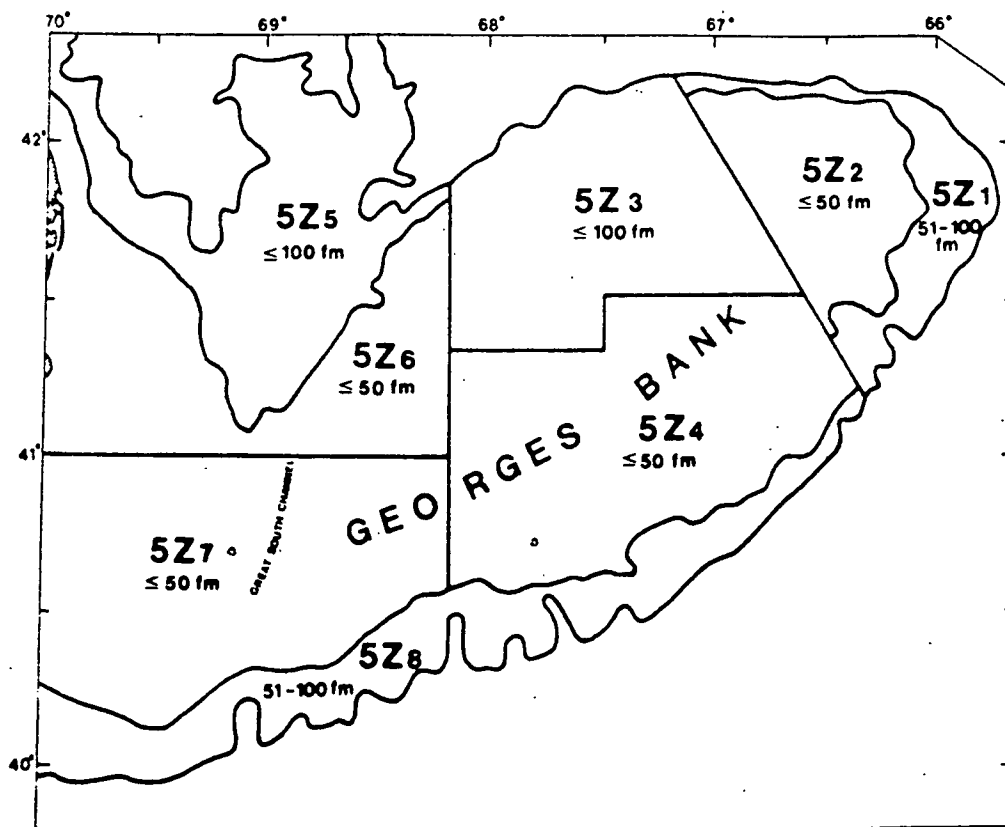 70° 69° 68° 67° 66°
42°
5Z2
≤50 fm
5Z1
51-100
fm
5Z3
≤100 fm
5Z5
≤100 fm
5Z6
≤50 fm
GEORGES BANK
5Z4
≤50 fm
41°
GREAT SOUTH CHANNEL
5Z7
≤50 fm
5Z8
51-100 fm
40°